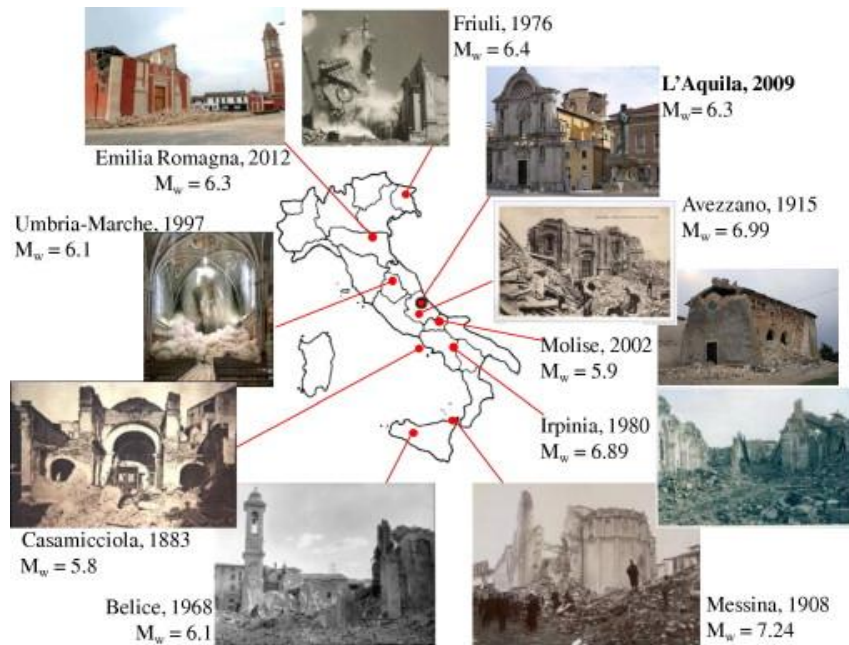 Friuli, 1976
Mw = 6.4
L'Aquila, 2009
Mw= 6.3
Emilia Romagna, 2012
Mw = 6.3
Umbria-Marche, 1997
Mw = 6.1
Avezzano, 1915
Mw = 6.99
Molise, 2002
Mw = 5.9
Irpinia, 1980
Mw = 6.89
Casamicciola, 1883
Mw = 5.8
Belice, 1968
Mw = 6.1
Messina, 1908
Mw = 7.24